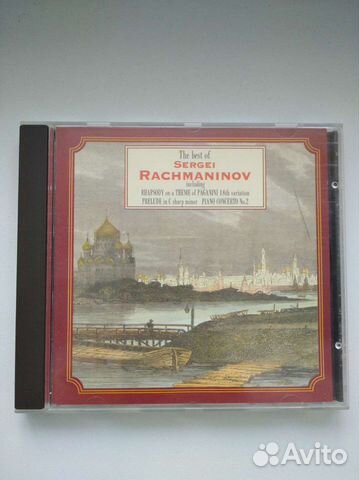 The best of
SERGEI
RACHMANINOV
including
RHAPSODY on a THEME of PAGANINI 18th variation
PRELUDE in C sharp minor PIANO CONCERTO No.2
Avito